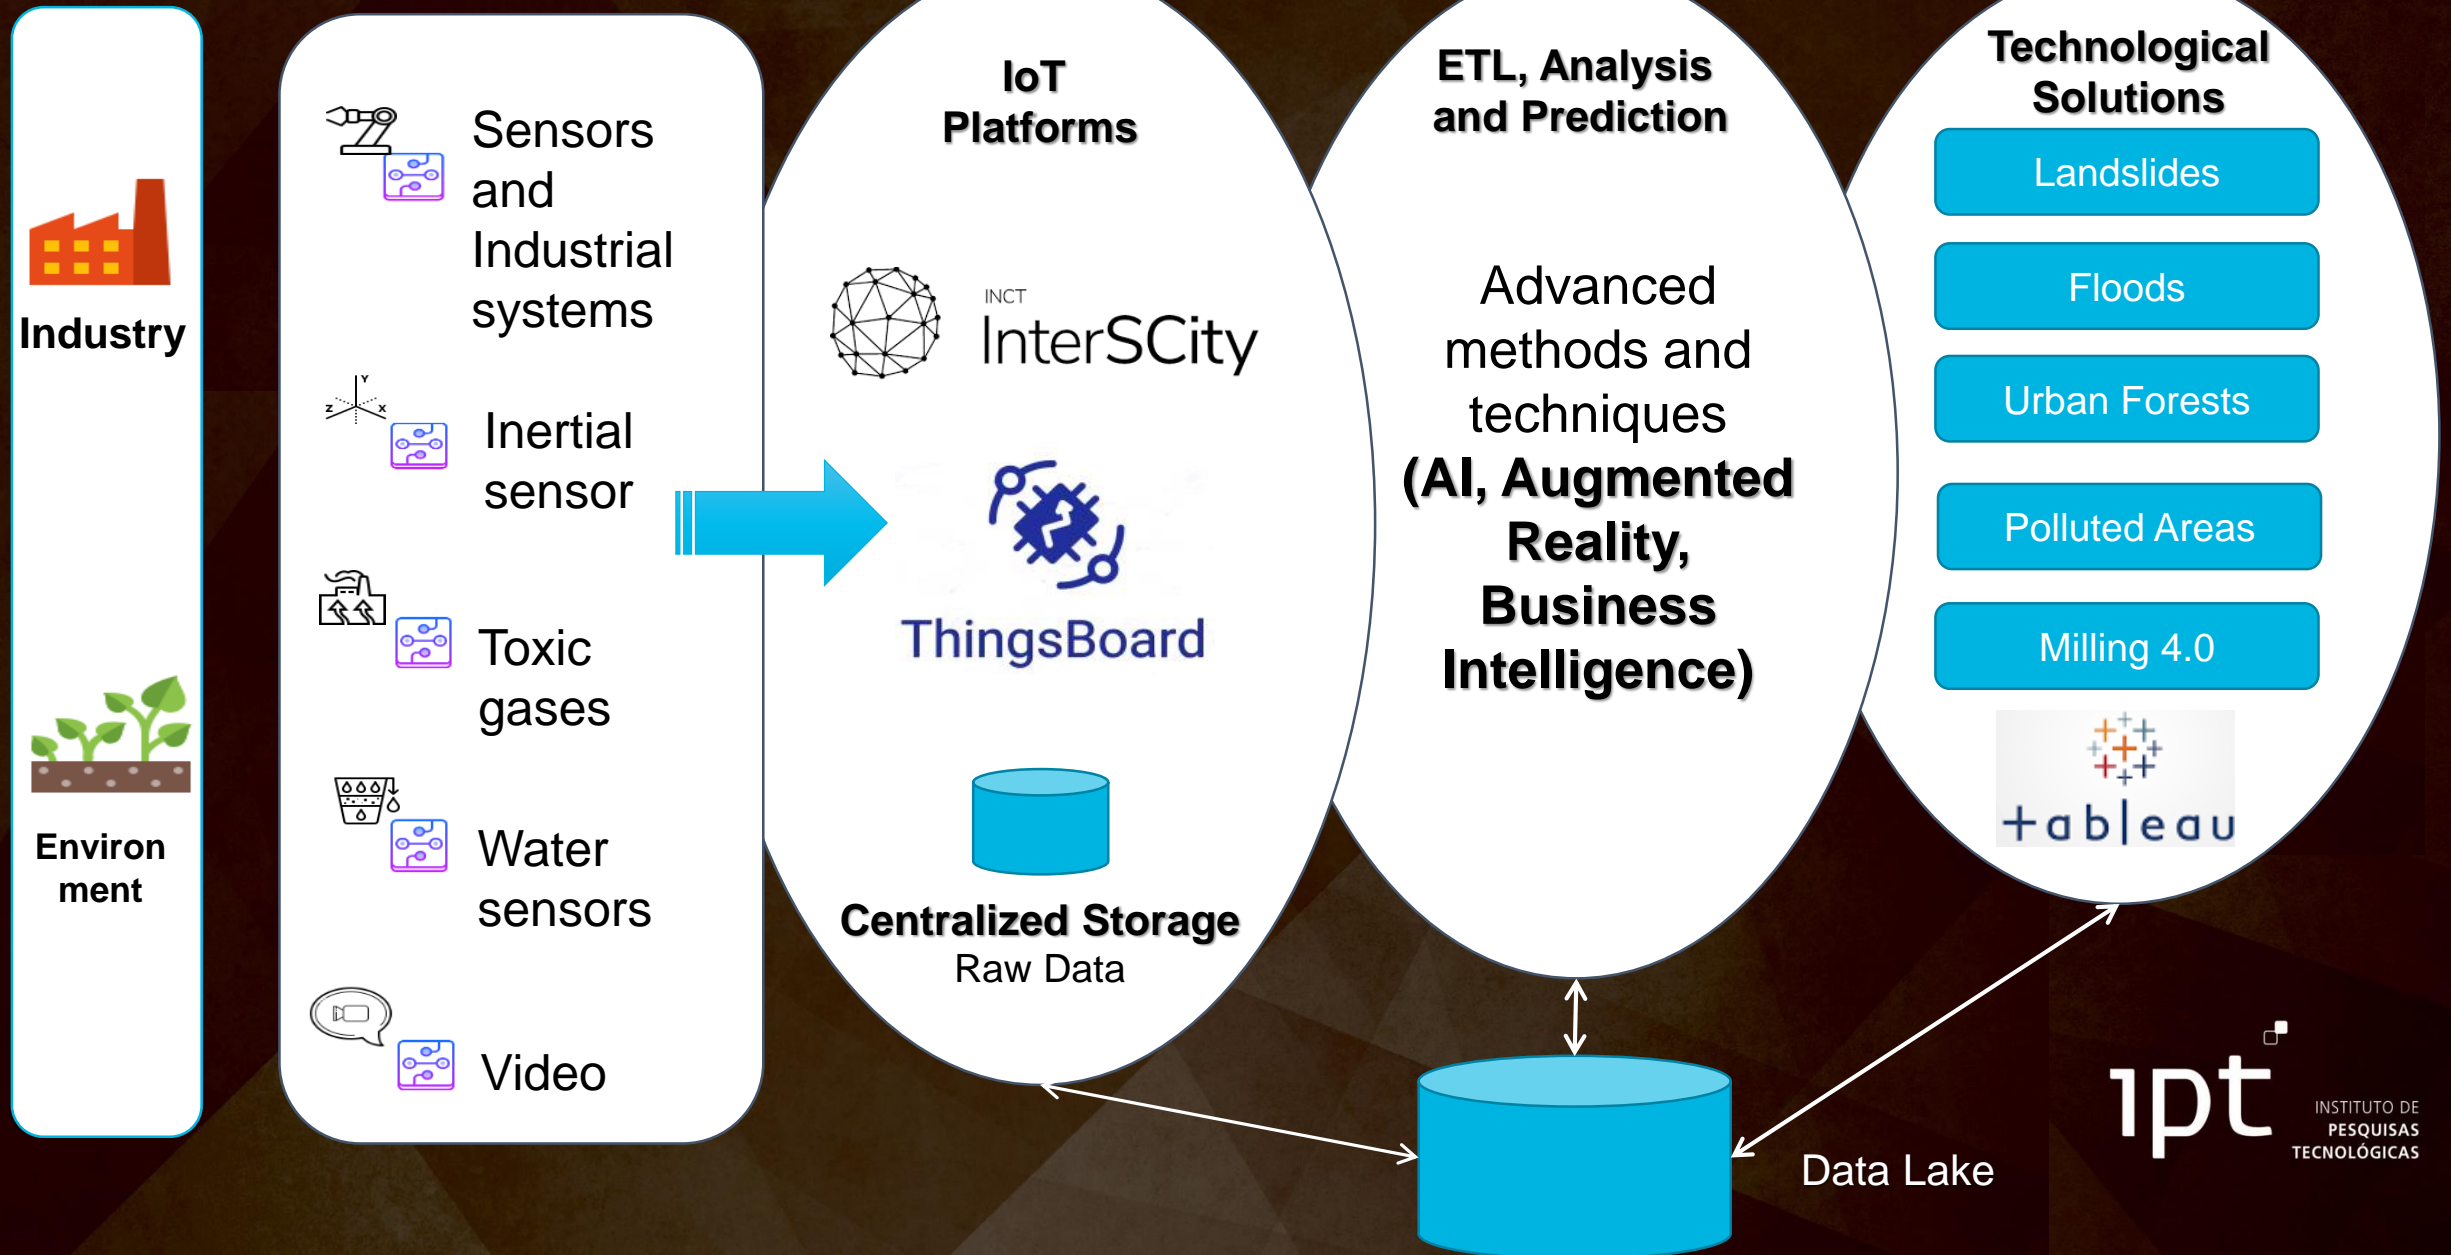 Industry
Environ
ment
Sensors
and
Industrial
systems
Y
Z
X
Inertial
sensor
Toxic
gases
Water
sensors
Video
IoT
Platforms
INCT
InterSCity
ThingsBoard
Centralized Storage
Raw Data
ETL, Analysis
and Prediction
Advanced
methods and
techniques
(AI, Augmented
Reality,
Business
Intelligence)
Technological
Solutions
Landslides
Floods
Urban Forests
Polluted Areas
Milling 4.0
+ableau
Data Lake
ipt
INSTITUTO DE
PESQUISAS
TECNOLÓGICAS